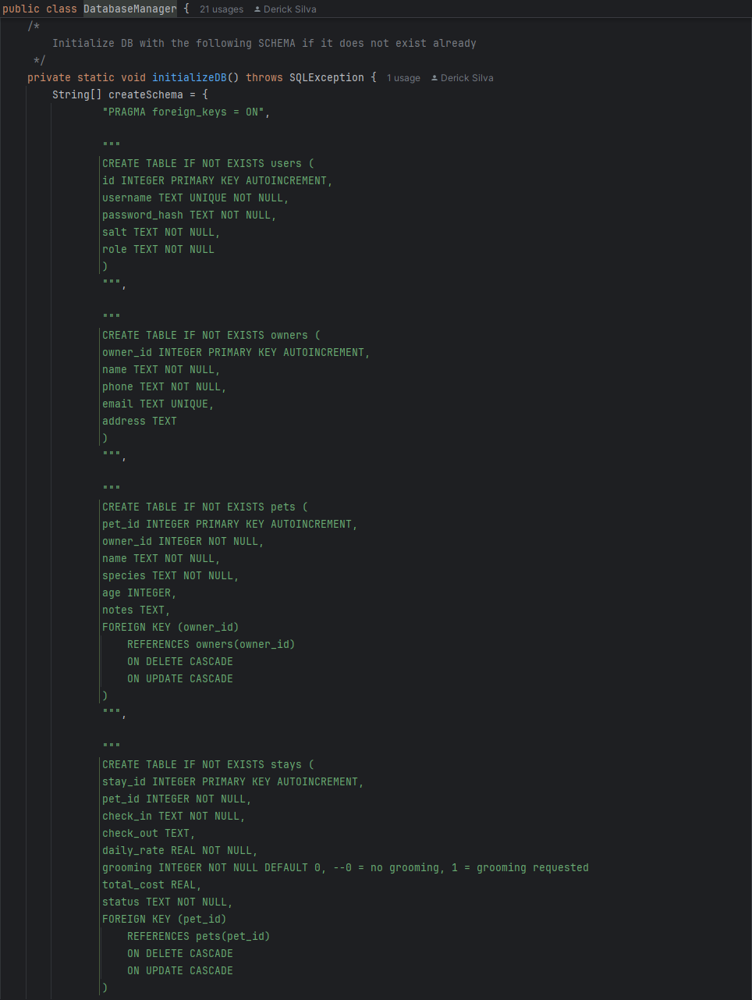 public class DatabaseManager {  21 usages  Derick Silva
/*
Initialize DB with the following SCHEMA if it does not exist already
*/
private static void initializeDB() throws SQLException {  1 usage  Derick Silva
String[] createSchema = {
"PRAGMA foreign_keys = ON",
"""
CREATE TABLE IF NOT EXISTS users (
id INTEGER PRIMARY KEY AUTOINCREMENT,
username TEXT UNIQUE NOT NULL,
password_hash TEXT NOT NULL,
salt TEXT NOT NULL,
role TEXT NOT NULL
)
""",
"""
CREATE TABLE IF NOT EXISTS owners (
owner_id INTEGER PRIMARY KEY AUTOINCREMENT,
name TEXT NOT NULL,
phone TEXT NOT NULL,
email TEXT UNIQUE,
address TEXT
)
""",
"""
CREATE TABLE IF NOT EXISTS pets (
pet_id INTEGER PRIMARY KEY AUTOINCREMENT,
owner_id INTEGER NOT NULL,
name TEXT NOT NULL,
species TEXT NOT NULL,
age INTEGER,
notes TEXT,
FOREIGN KEY (owner_id)
REFERENCES owners(owner_id)
ON DELETE CASCADE
ON UPDATE CASCADE
)
""",
"""
CREATE TABLE IF NOT EXISTS stays (
stay_id INTEGER PRIMARY KEY AUTOINCREMENT,
pet_id INTEGER NOT NULL,
check_in TEXT NOT NULL,
check_out TEXT,
daily_rate REAL NOT NULL,
grooming INTEGER NOT NULL DEFAULT 0, --0 = no grooming, 1 = grooming requested
total_cost REAL,
status TEXT NOT NULL,
FOREIGN KEY (pet_id)
REFERENCES pets(pet_id)
ON DELETE CASCADE
ON UPDATE CASCADE
)